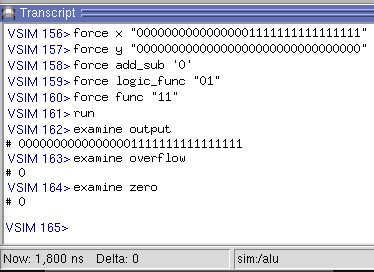 Transcript
VSIM 156> force x "00000000000000001111111111111111"
VSIM 157> force y "00000000000000000000000000000000"
VSIM 158> force add_sub '0'
VSIM 159> force logic_func "01"
VSIM 160> force func "11"
VSIM 161> run
VSIM 162> examine output
# 00000000000000001111111111111111
VSIM 163> examine overflow
# 0
VSIM 164> examine zero
# 0
VSIM 165>
Now: 1,800 ns Delta: 0 sim:/alu